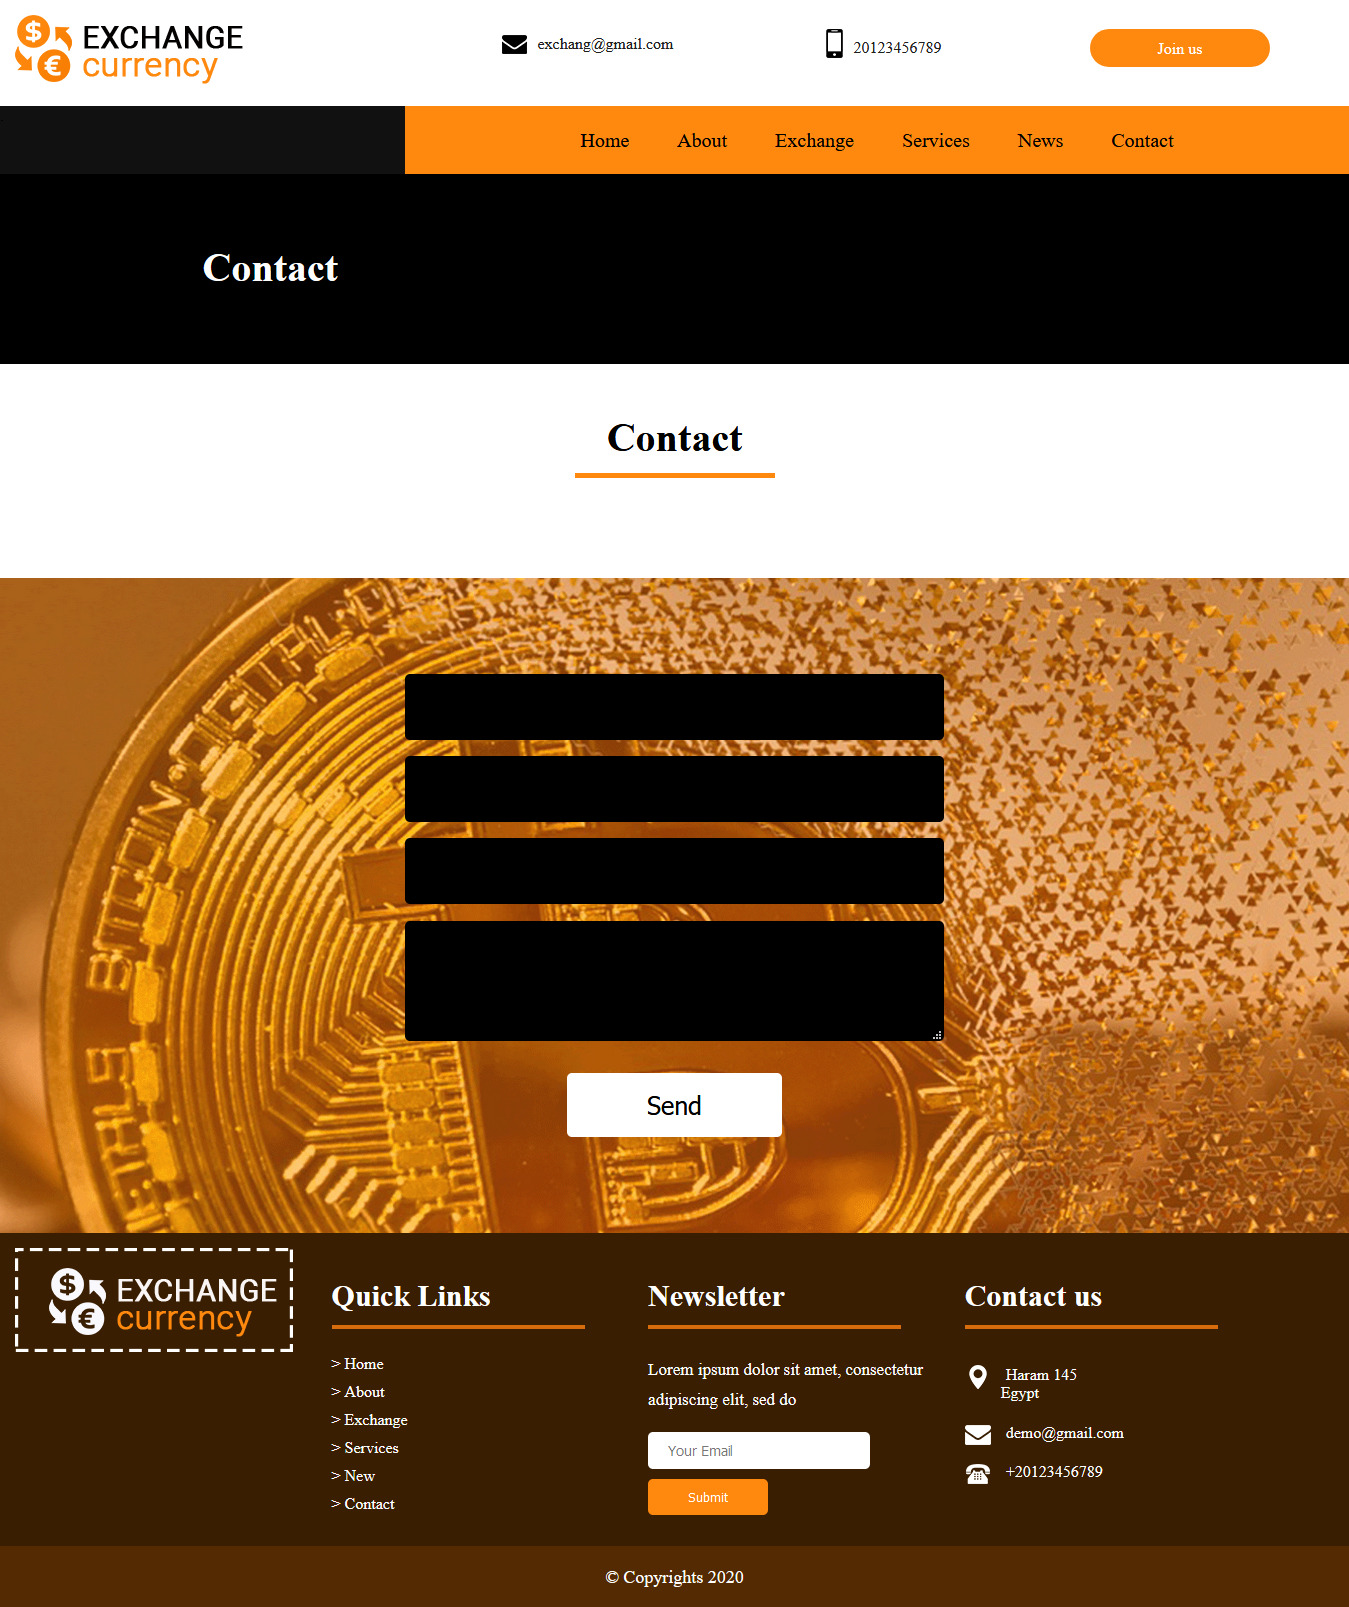 EXCHANGE
currency
exchang@gmail.com
20123456789
Join us
Home
About
Exchange
Services
News
Contact
Contact
Contact
Send
EXCHANGE
currency
Quick Links
> Home
> About
> Exchange
> Services
> New
> Contact
Newsletter
Lorem ipsum dolor sit amet, consectetur
adipiscing elit, sed do
Your Email
Submit
Contact us
Haram 145
Egypt
demo@gmail.com
+20123456789
© Copyrights 2020